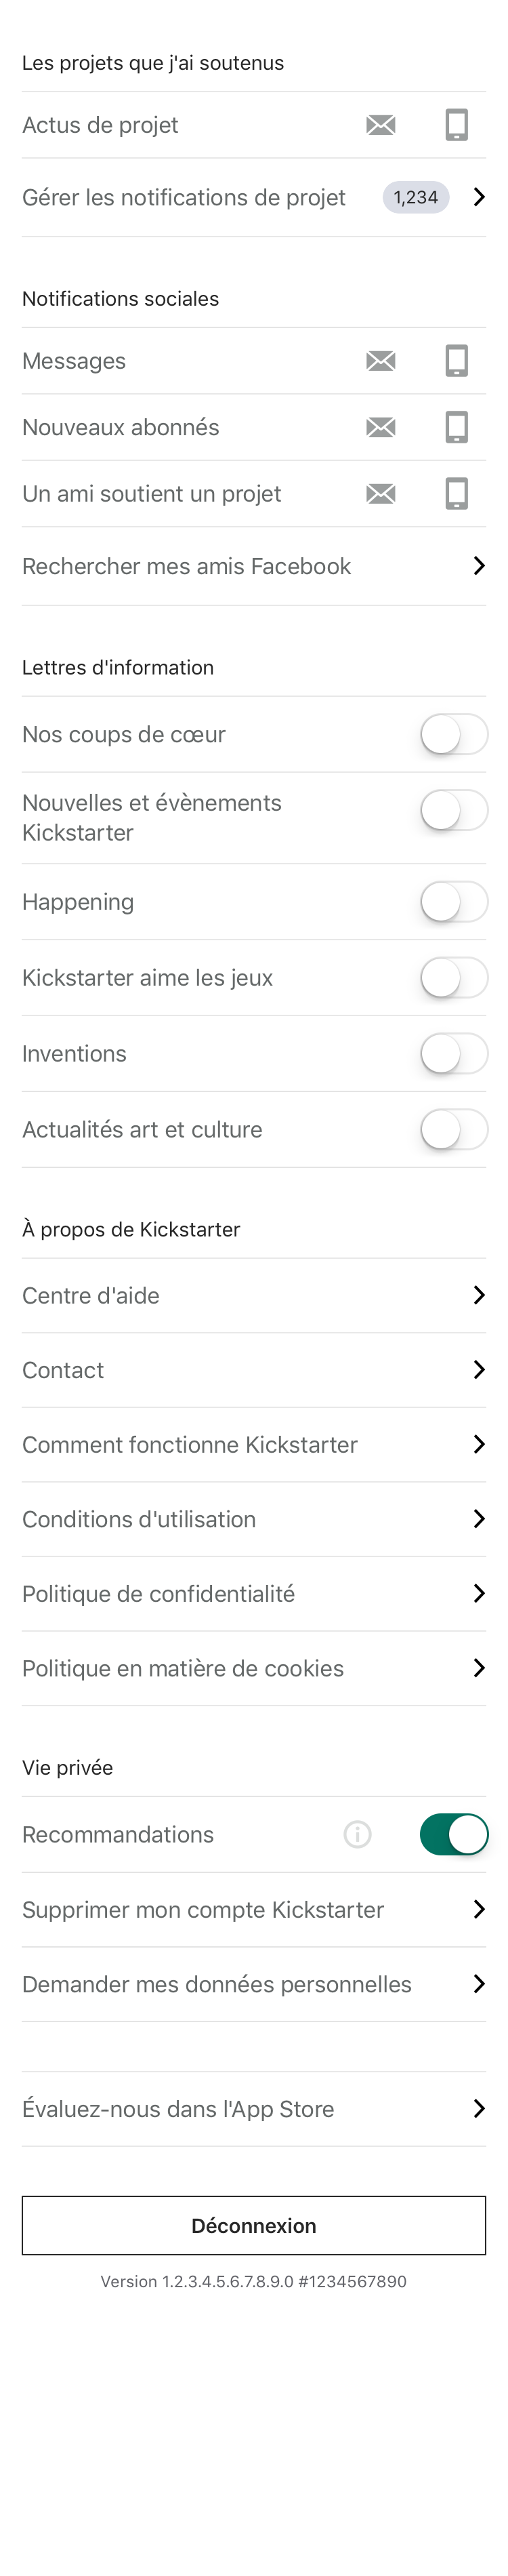 Les projets que j'ai soutenus
Actus de projet
Gérer les notifications de projet 1,234
Notifications sociales
Messages
Nouveaux abonnés
Un ami soutient un projet
Rechercher mes amis Facebook
Lettres d'information
Nos coups de cœur
Nouvelles et évènements
Kickstarter
Happening
Kickstarter aime les jeux
Inventions
Actualités art et culture
À propos de Kickstarter
Centre d'aide
Contact
Comment fonctionne Kickstarter
Conditions d'utilisation
Politique de confidentialité
Politique en matière de cookies
Vie privée
Recommandations
Supprimer mon compte Kickstarter
Demander mes données personnelles
Évaluez-nous dans l'App Store
Déconnexion
Version 1.2.3.4.5.6.7.8.9.0 #1234567890